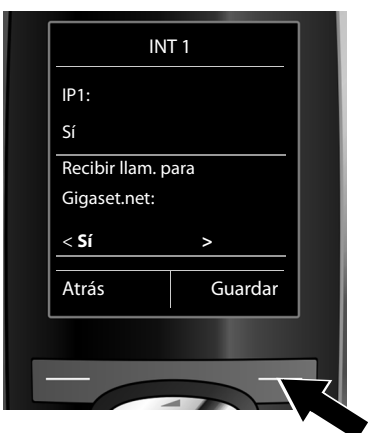 INT 1
IP1:
Sí
Recibir llam. para
Gigaset.net:
< Sí >
Atrás Guardar